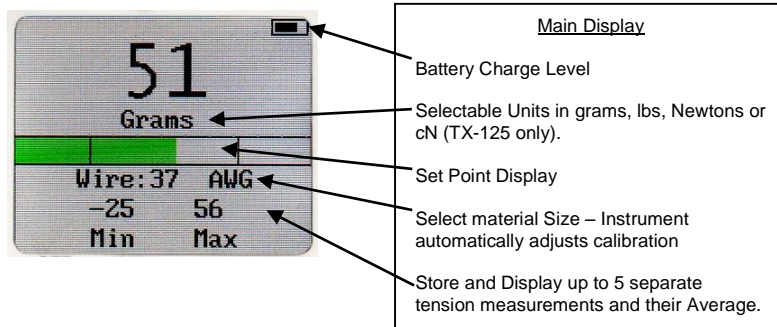 51
Grams
Wire:37 AWG
-25 56
Min Max
Main Display
Battery Charge Level
Selectable Units in grams, lbs, Newtons or
cN (TX-125 only).
Set Point Display
Select material Size – Instrument
automatically adjusts calibration
Store and Display up to 5 separate
tension measurements and their Average.